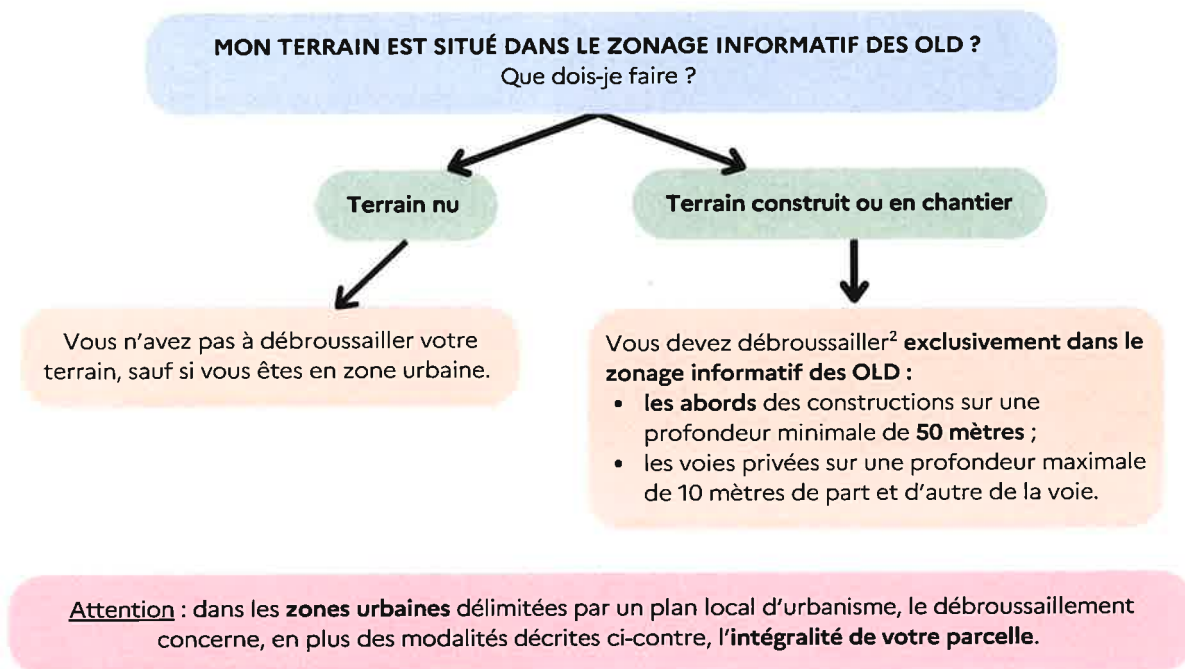 MON TERRAIN EST SITUÉ DANS LE ZONAGE INFORMATIF DES OLD ?
Que dois-je faire ?
Terrain nu
Terrain construit ou en chantier
Vous n'avez pas à débroussailler votre
terrain, sauf si vous êtes en zone urbaine.
Vous devez débroussailler² exclusivement dans le
zonage informatif des OLD :
• les abords des constructions sur une
profondeur minimale de 50 mètres ;
• les voies privées sur une profondeur maximale
de 10 mètres de part et d'autre de la voie.
Attention : dans les zones urbaines délimitées par un plan local d'urbanisme, le débroussaillement
concerne, en plus des modalités décrites ci-contre, l'intégralité de votre parcelle.